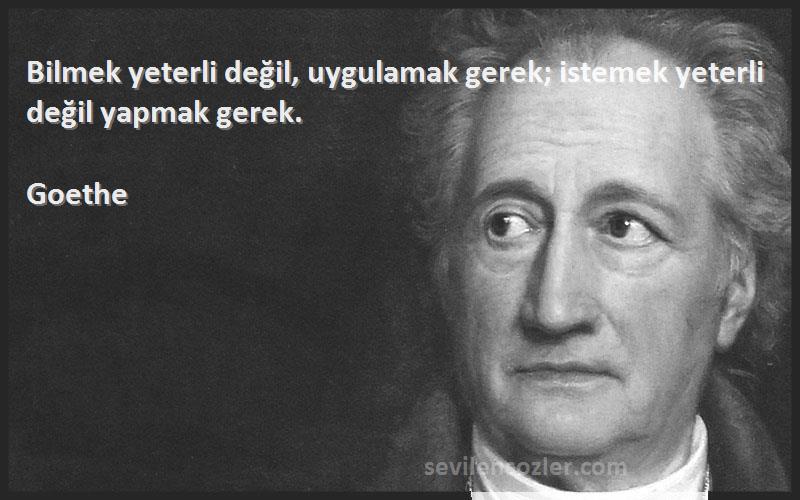 Bilmek yeterli değil, uygulamak gerek; istemek yeterli
değil yapmak gerek.
Goethe
sevilensozler.com